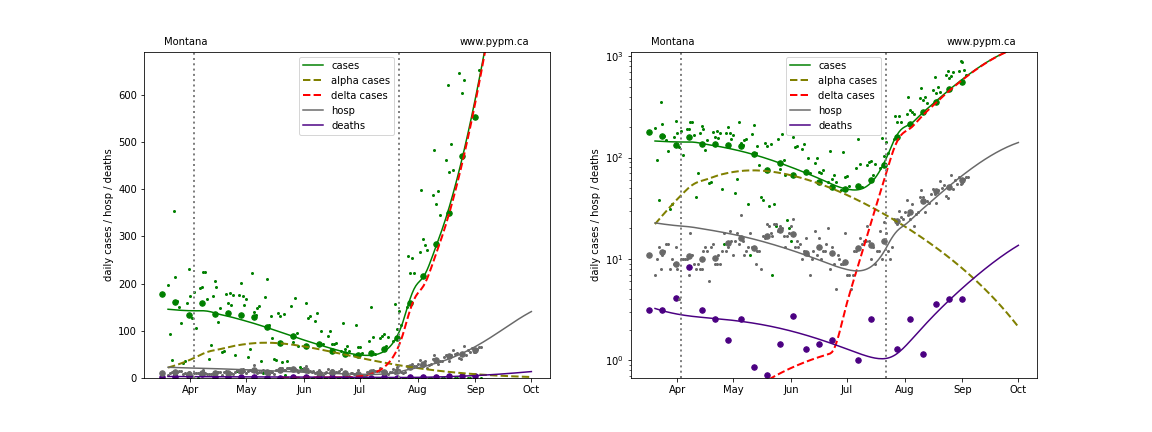 Montana www.pypm.ca
daily cases / hosp / deaths
600
500
400
300
200
100
0
cases
alpha cases
delta cases
hosp
deaths
Apr May Jun Jul Aug Sep Oct
Montana www.pypm.ca
daily cases / hosp / deaths
10³
10²
10¹
10⁰
cases
alpha cases
delta cases
hosp
deaths
Apr May Jun Jul Aug Sep Oct